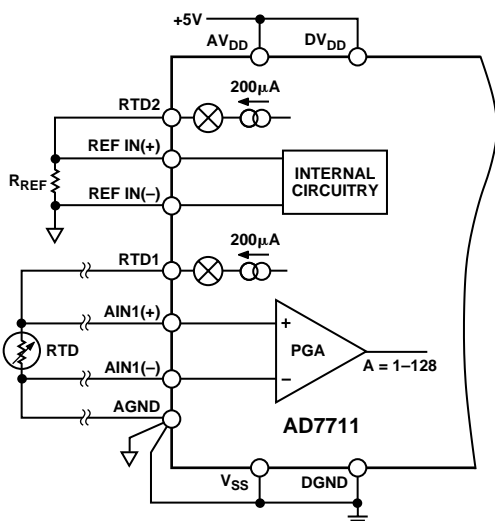 +5V
AVDD
DVDD
RTD2
200μA
REF IN(+)
RREF
REF IN(–)
INTERNAL
CIRCUITRY
RTD1
200μA
AIN1(+)
RTD
+
PGA
–
A = 1–128
AIN1(–)
AGND
AD7711
VSS
DGND